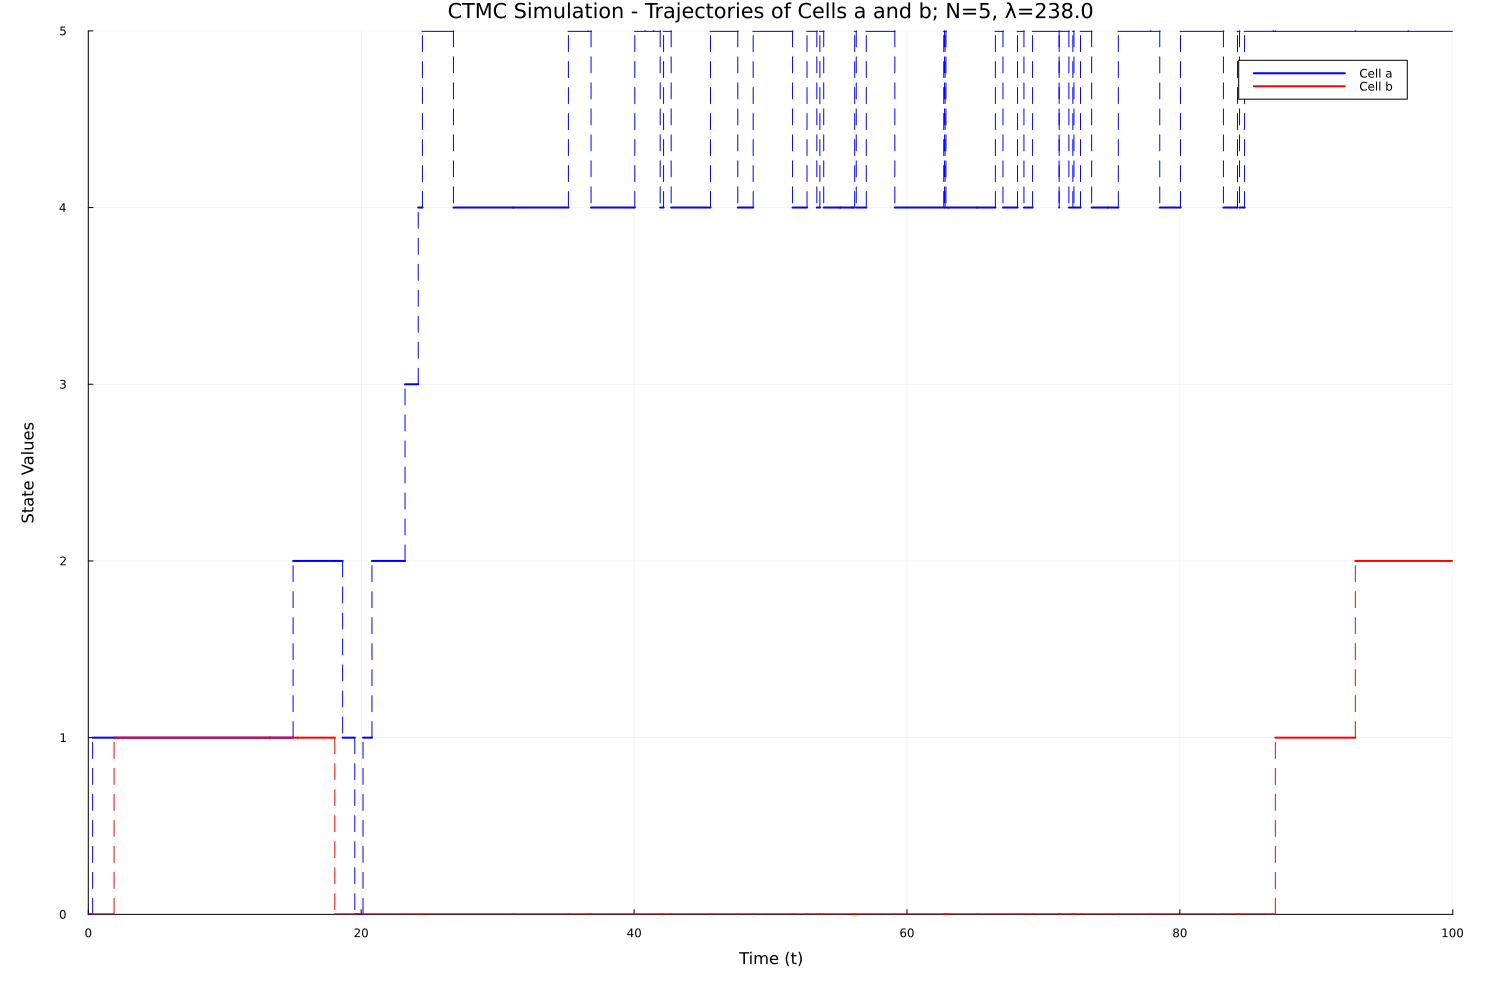 CTMC Simulation - Trajectories of Cells a and b; N=5, λ=238.0
5
Cell a
Cell b
4
3
State Values
2
1
0
0 20 40 60 80 100
Time (t)